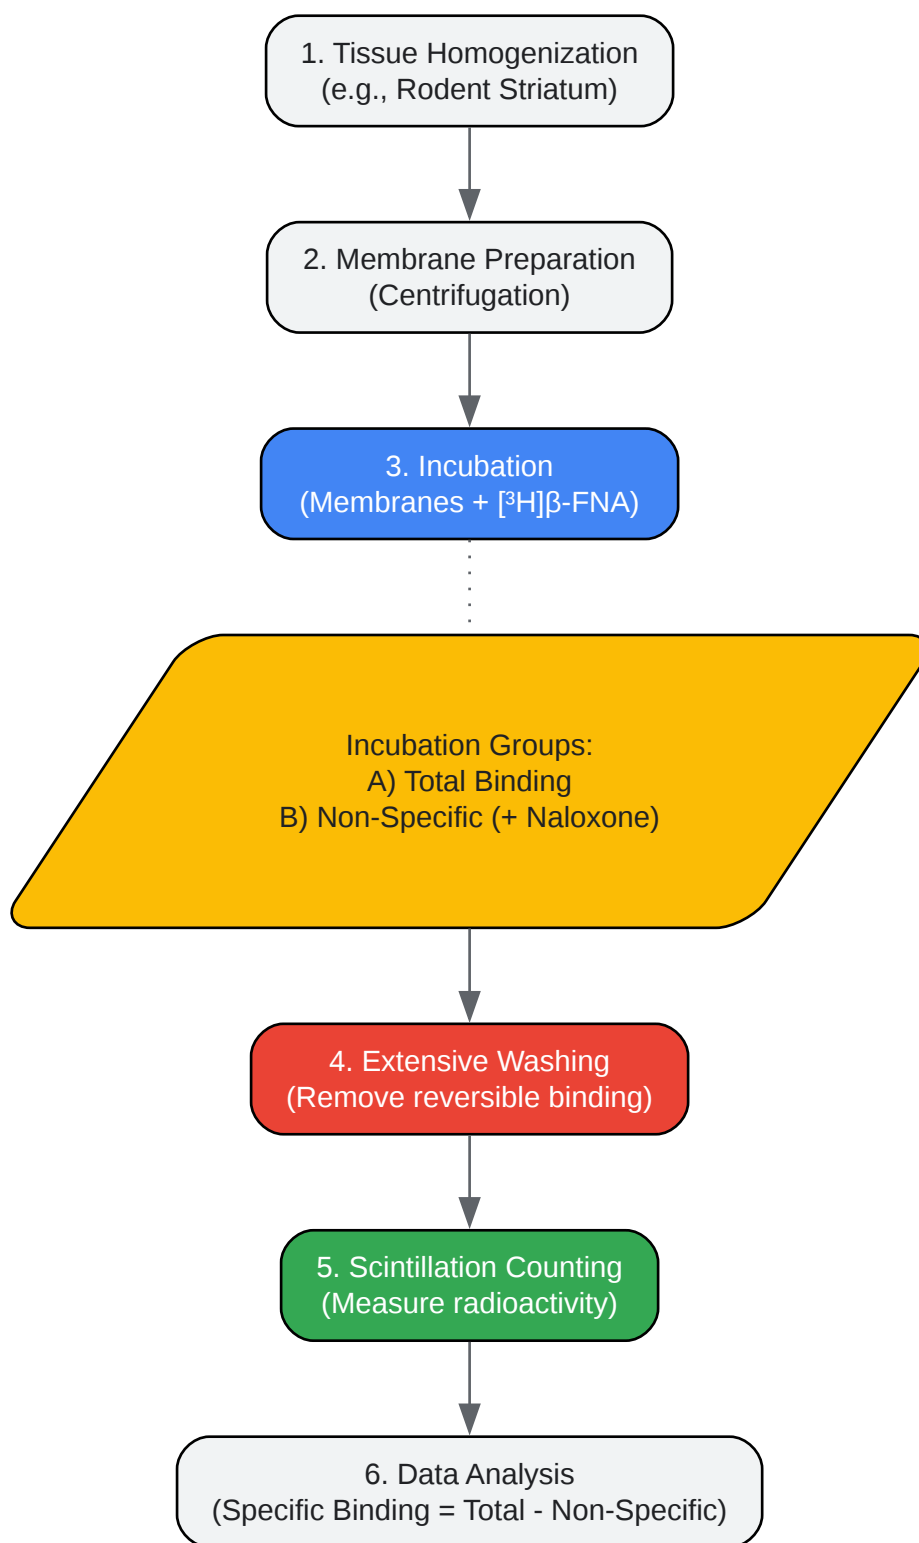 1. Tissue Homogenization
(e.g., Rodent Striatum)
2. Membrane Preparation
(Centrifugation)
3. Incubation
(Membranes + [³H]β-FNA)
Incubation Groups:
A) Total Binding
B) Non-Specific (+ Naloxone)
4. Extensive Washing
(Remove reversible binding)
5. Scintillation Counting
(Measure radioactivity)
6. Data Analysis
(Specific Binding = Total - Non-Specific)